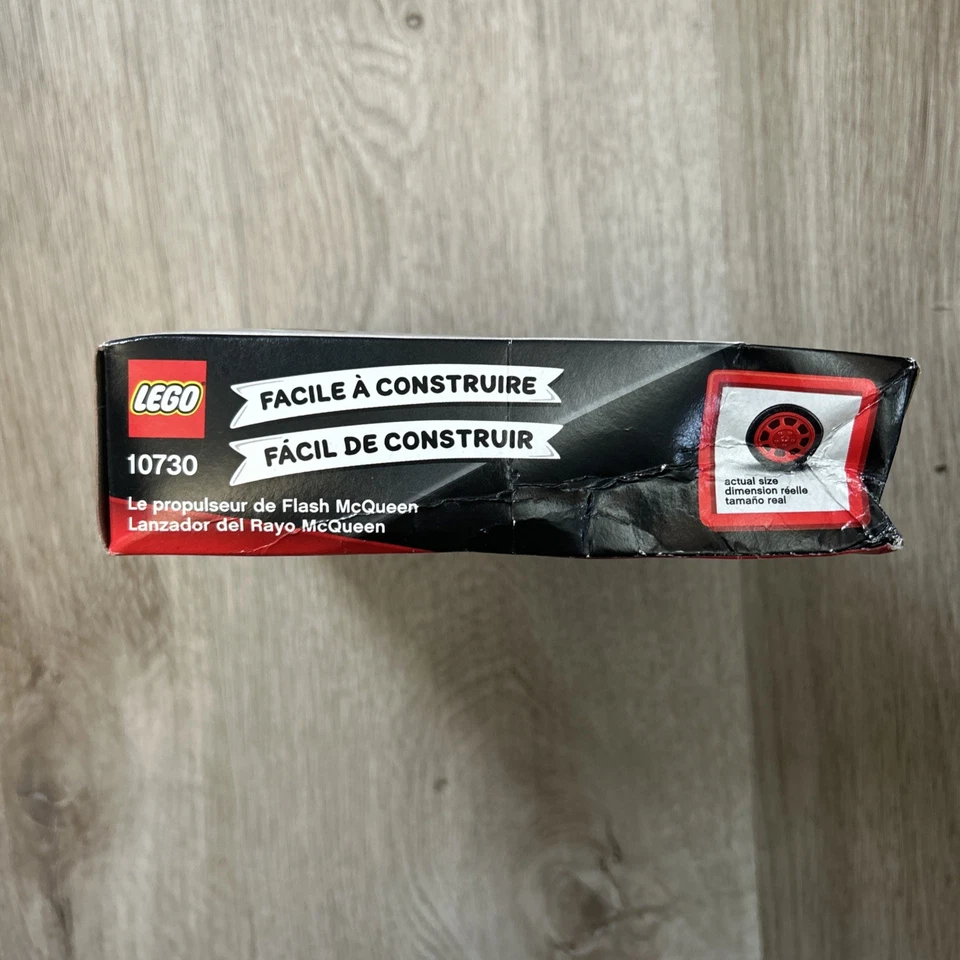 LEGO
10730
FACILE À CONSTRUIRE
FÁCIL DE CONSTRUIR
Le propulseur de Flash McQueen
Lanzador del Rayo McQueen
actual size
dimension réelle
tamaño real